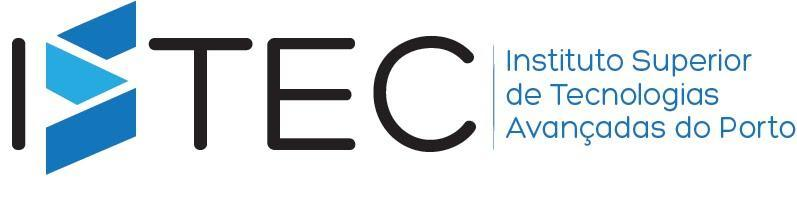 ISTEC
Instituto Superior
de Tecnologias
Avançadas do Porto